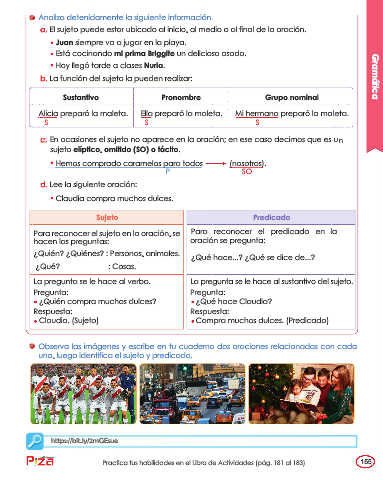 Analiza detenidamente la siguiente información.
a. El sujeto puede estar ubicado al inicio, al medio o al final de la oración.
• Juan siempre va a jugar en la playa.
• Está cocinando mi prima Briggite un delicioso asado.
• Hoy llegó tarde a clases Nuria.
b. La función del sujeto la pueden realizar:
Sustantivo Pronombre Grupo nominal
Alicia preparó la maleta. Ella preparó la maleta. Mi hermano preparó la maleta.
S S S
c. En ocasiones el sujeto no aparece en la oración; en ese caso decimos que es un
sujeto elíptico, omitido (SO) o tácito.
• Hemos comprado caramelos para todos → (nosotros).
P SO
d. Lee la siguiente oración:
• Claudia compra muchos dulces.
Sujeto Predicado
Para reconocer el sujeto en la oración, se
hacen las preguntas:
¿Quién? ¿Quiénes? : Personas, animales.
¿Qué? : Cosas.
Para reconocer el predicado en la
oración se pregunta:
¿Qué hace...? ¿Qué se dice de...?
La pregunta se le hace al verbo.
Pregunta:
• ¿Quién compra muchos dulces?
Respuesta:
• Claudia. (Sujeto)
La pregunta se le hace al sustantivo del sujeto.
Pregunta:
• ¿Qué hace Claudia?
Respuesta:
• Compra muchos dulces. (Predicado)
Observa las imágenes y escribe en tu cuaderno dos oraciones relacionadas con cada
una, luego identifica el sujeto y predicado.
Gramática
https://bit.ly/2mGEsue
Practica tus habilidades en el Libro de Actividades (pág. 181 al 183)
155